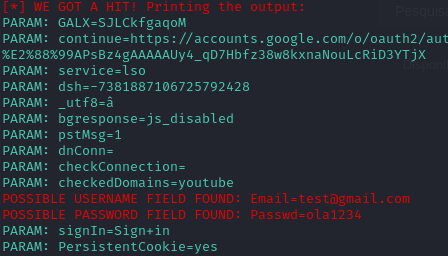 [*] WE GOT A HIT! Printing the output:
PARAM: GALX=SJLCkfgaqoM
PARAM: continue=https://accounts.google.com/o/oauth2/aut
%E2%88%99APsBz4gAAAAAUy4_qD7Hbfz38w8kxnaNouLcRiD3YTjX
PARAM: service=lso
PARAM: dsh=-7381887106725792428
PARAM: _utf8=â
PARAM: bgresponse=js_disabled
PARAM: pstMsg=1
PARAM: dnConn=
PARAM: checkConnection=
PARAM: checkedDomains=youtube
POSSIBLE USERNAME FIELD FOUND: Email=test@gmail.com
POSSIBLE PASSWORD FIELD FOUND: Passwd=ola1234
PARAM: signIn=Sign+in
PARAM: PersistentCookie=yes